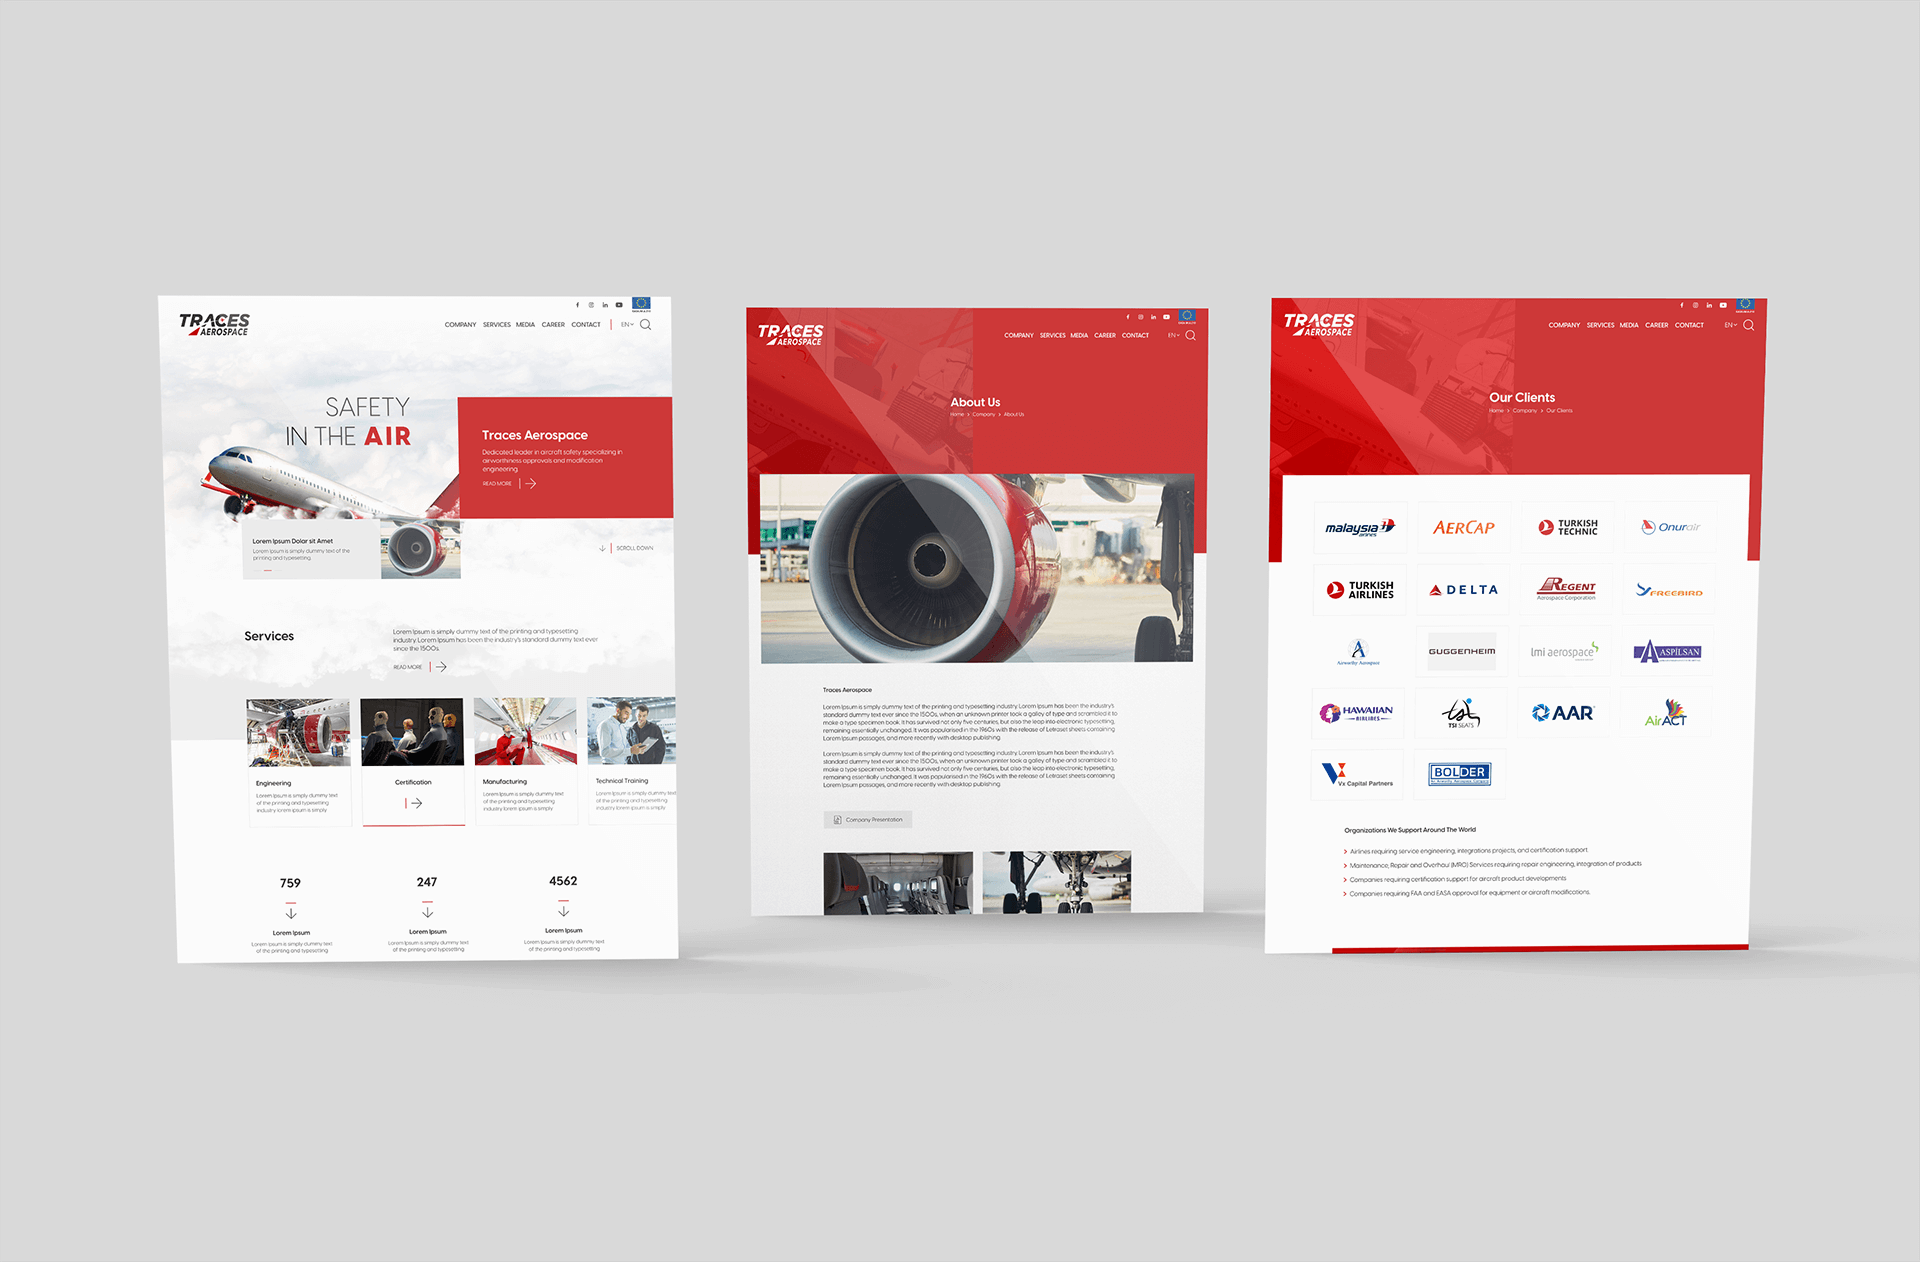 TRACES
AEROSPACE
COMPANY SERVICES MEDIA CAREER CONTACT EN
SAFETY
IN THE AIR
Traces Aerospace
Dedicated leader in aircraft safety specializing in
airworthiness approvals and modification
engineering.
READ MORE
Lorem Ipsum Dolar sit Amet
Lorem Ipsum is simply dummy text of the
printing and typesetting.
SCROLL DOWN
Services
Lorem Ipsum is simply dummy text of the printing and typesetting
industry. Lorem Ipsum has been the industry's standard dummy text ever
since the 1500s.
READ MORE
Engineering
Lorem Ipsum is simply dummy text
of the printing and typesetting
industry lorem ipsum is simply
Certification
Manufacturing
Lorem Ipsum is simply dummy text
of the printing and typesetting
industry lorem ipsum is simply
Technical Training
Lorem Ipsum is simply dummy text
of the printing and typesetting
industry lorem ipsum is simply
759
Lorem Ipsum
Lorem Ipsum is simply dummy text
of the printing and typesetting
247
Lorem Ipsum
Lorem Ipsum is simply dummy text
of the printing and typesetting.
4562
Lorem Ipsum
Lorem Ipsum is simply dummy text
of the printing and typesetting
TRACES
AEROSPACE
COMPANY SERVICES MEDIA CAREER CONTACT EN
About Us
Home > Company > About Us
Traces Aerospace
Lorem Ipsum is simply dummy text of the printing and typesetting industry. Lorem Ipsum has been the industry's
standard dummy text ever since the 1500s, when an unknown printer took a galley of type and scrambled it to
make a type specimen book. It has survived not only five centuries, but also the leap into electronic typesetting,
remaining essentially unchanged. It was popularised in the 1960s with the release of Letraset sheets containing
Lorem Ipsum passages, and more recently with desktop publishing
Lorem Ipsum is simply dummy text of the printing and typesetting industry. Lorem Ipsum has been the industry's
standard dummy text ever since the 1500s, when an unknown printer took a galley of type and scrambled it to
make a type specimen book. It has survived not only five centuries, but also the leap into electronic typesetting,
remaining essentially unchanged. It was popularised in the 1960s with the release of Letraset sheets containing
Lorem Ipsum passages, and more recently with desktop publishing
Company Presentation
TRACES
AEROSPACE
COMPANY SERVICES MEDIA CAREER CONTACT EN
Our Clients
Home > Company > Our Clients
malaysia
airlines
AERCAP
TURKISH
TECHNIC
Onurair
TURKISH
AIRLINES
DELTA
REGENT
Aerospace Corporation
FREEBIRD
Airworthy Aerospace
GUGGENHEIM
lmi aerospace
ASPİLSAN
HAWAIIAN
AIRLINES
tsi
TSI SEATS
AAR
AirACT
Vx Capital Partners
BOLDER
Organizations We Support Around The World
Airlines requiring service engineering, integrations projects, and certification support
Maintenance, Repair and Overhaul (MRO) Services requiring repair engineering, integration of products
Companies requiring certification support for aircraft product developments
Companies requiring FAA and EASA approval for equipment or aircraft modifications.